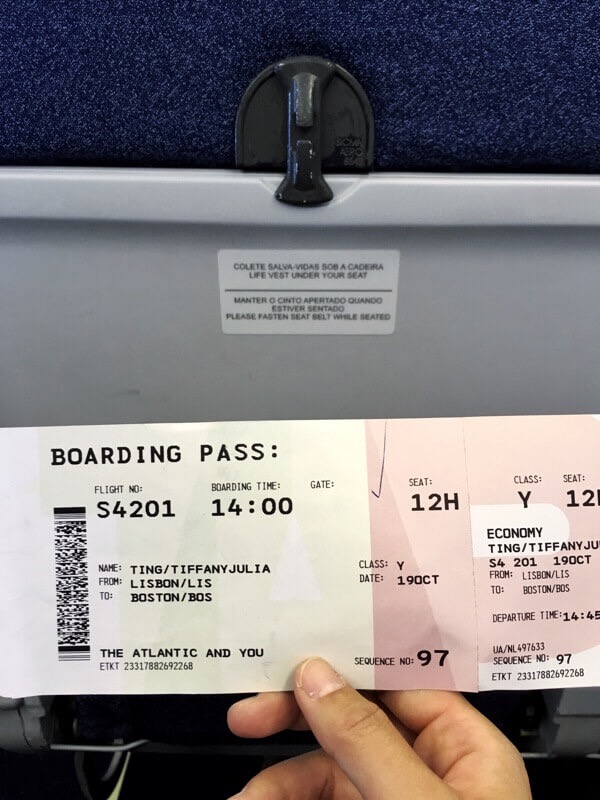 SICMA
AERO
COLETE SALVA-VIDAS SOB A CADEIRA
LIFE VEST UNDER YOUR SEAT
MANTER O CINTO APERTADO QUANDO
ESTIVER SENTADO
PLEASE FASTEN SEAT BELT WHILE SEATED
BOARDING PASS:
FLIGHT NO: BOARDING TIME: GATE: SEAT:
S4201 14:00 12H
NAME: TING/TIFFANYJULIA CLASS: Y
FROM: LISBON/LIS DATE: 19OCT
TO: BOSTON/BOS
THE ATLANTIC AND YOU SEQUENCE NO: 97
ETKT 23317882692268
CLASS: SEAT:
Y 12H
ECONOMY
TING/TIFFANYJU
S4 201 19OCT
FROM: LISBON/LIS
TO: BOSTON/BOS
DEPARTURE TIME: 14:45
UA/NL497633
SEQUENCE NO: 97
ETKT 23317882692268